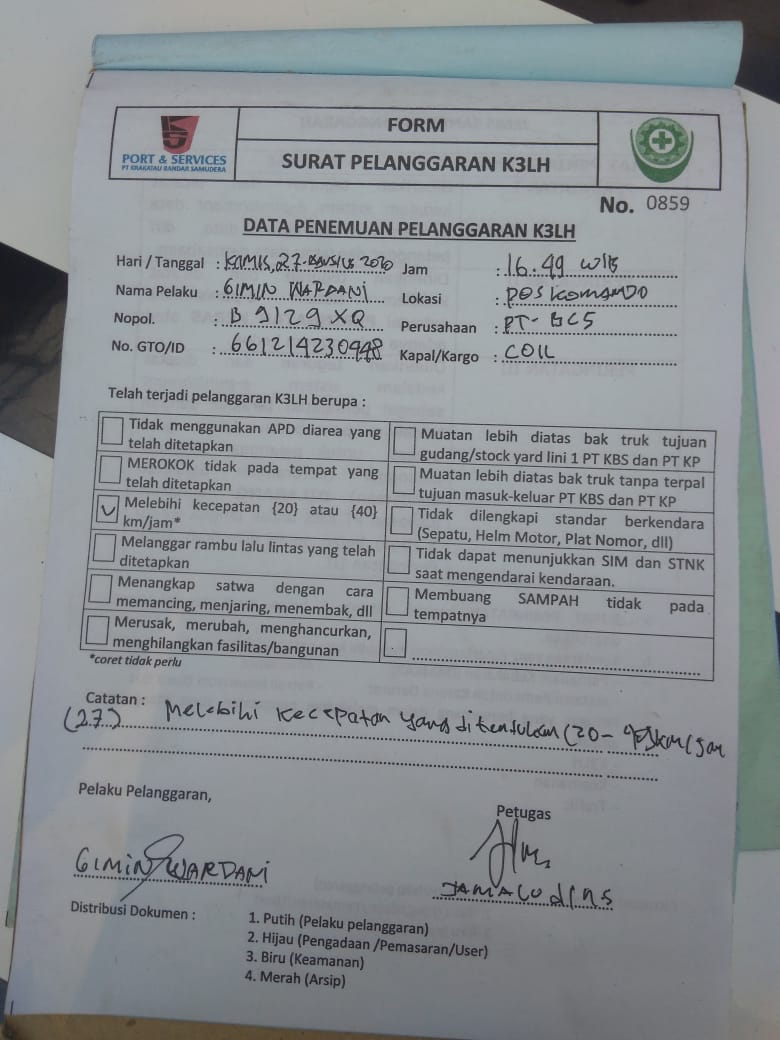 PORT & SERVICES
PT KRAKATAU BANDAR SAMUDERA
FORM
SURAT PELANGGARAN K3LH
No. 0859
DATA PENEMUAN PELANGGARAN K3LH
Hari / Tanggal : KAMIS, 27-AGUSTUS 2020 Jam : 16.49 WIB
Nama Pelaku : GIMIN WARDANI Lokasi : POS KOMANDO
Nopol. : B 9129 XQ Perusahaan : PT-BCS
No. GTO/ID : 661214230448 Kapal/Kargo : COIL
Telah terjadi pelanggaran K3LH berupa :
Tidak menggunakan APD diarea yang
telah ditetapkan
MEROKOK tidak pada tempat yang
telah ditetapkan
Melebihi kecepatan {20} atau {40}
km/jam*
Melanggar rambu lalu lintas yang telah
ditetapkan
Menangkap satwa dengan cara
memancing, menjaring, menembak, dll
Merusak, merubah, menghancurkan,
menghilangkan fasilitas/bangunan
Muatan lebih diatas bak truk tujuan
gudang/stock yard lini 1 PT KBS dan PT KP
Muatan lebih diatas bak truk tanpa terpal
tujuan masuk-keluar PT KBS dan PT KP
Tidak dilengkapi standar berkendara
(Sepatu, Helm Motor, Plat Nomor, dll)
Tidak dapat menunjukkan SIM dan STNK
saat mengendarai kendaraan.
Membuang SAMPAH tidak pada
tempatnya
*coret tidak perlu
Catatan : Melebihi kecepatan yang ditentukan (20-40) km/jam
(27)
Pelaku Pelanggaran,
Petugas
GIMIN WARDANI
Distribusi Dokumen :
1. Putih (Pelaku pelanggaran)
2. Hijau (Pengadaan /Pemasaran/User)
3. Biru (Keamanan)
4. Merah (Arsip)